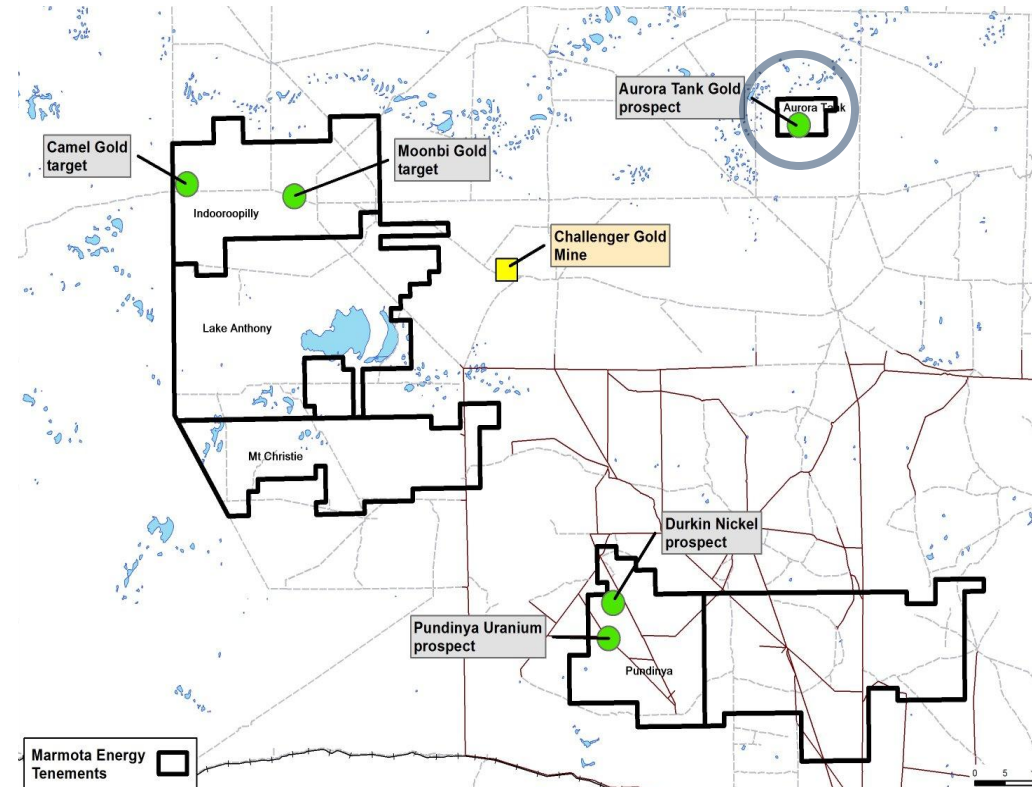 Aurora Tank Gold
prospect
Aurora Tank
Camel Gold
target
Moonbi Gold
target
Indooroopilly
Challenger Gold
Mine
Lake Anthony
Mt Christie
Durkin Nickel
prospect
Pundinya Uranium
prospect
Pundinya
Marmota Energy
Tenements
0 5